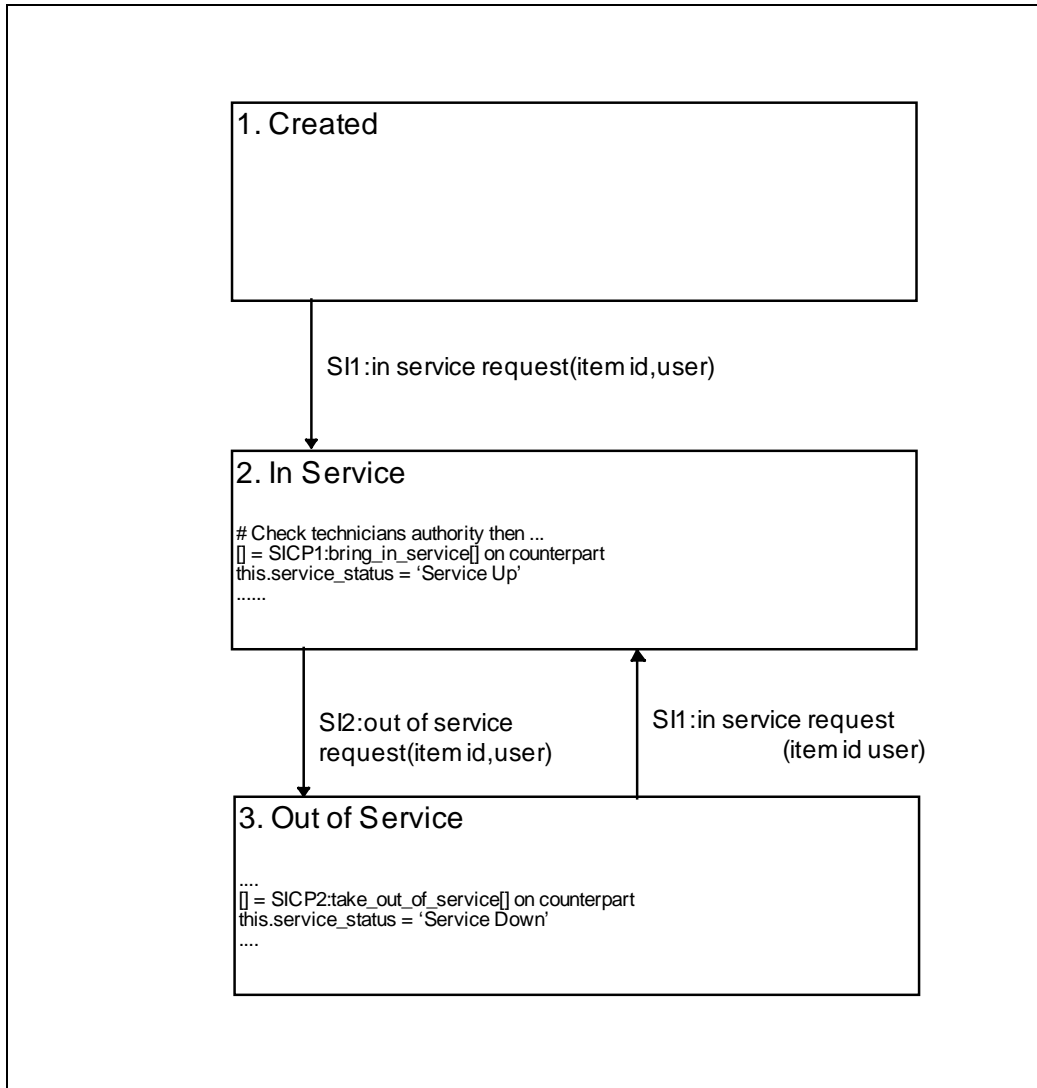 1. Created
SI1:in service request(item id,user)
2. In Service
# Check technicians authority then ...
[] = SICP1:bring_in_service[] on counterpart
this.service_status = ‘Service Up’
......
SI2:out of service
request(item id,user)
SI1:in service request
(item id user)
3. Out of Service
....
[] = SICP2:take_out_of_service[] on counterpart
this.service_status = ‘Service Down’
....